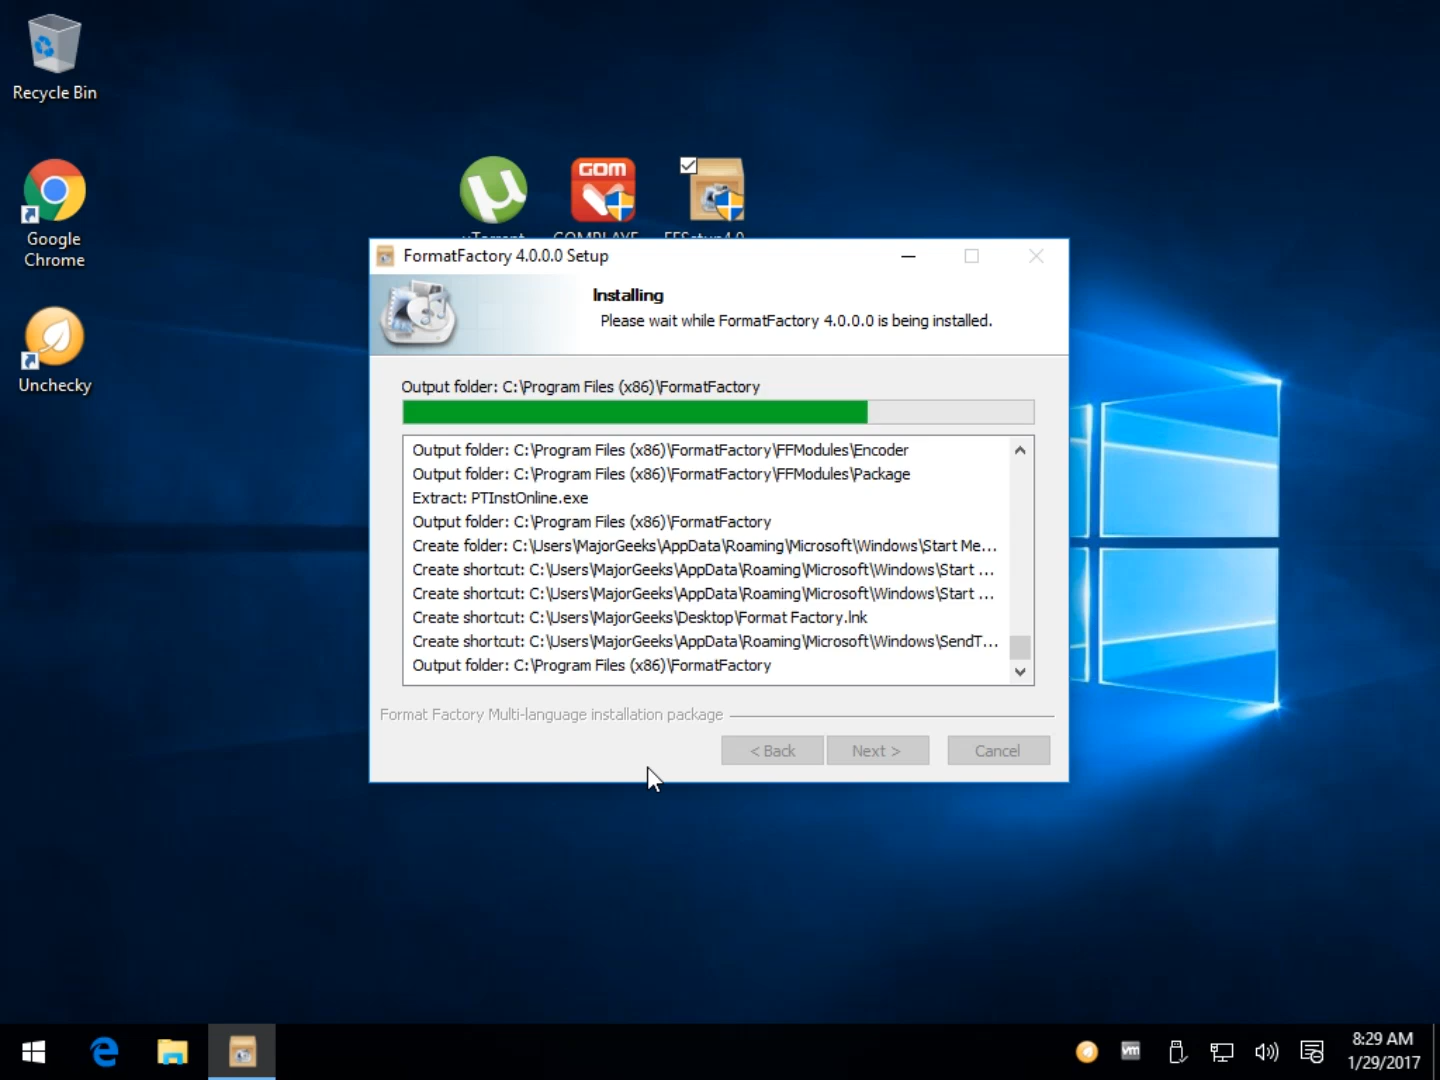 Recycle Bin
Google
Chrome
Unchecky
GOM
FormatFactory 4.0.0.0 Setup
Installing
Please wait while FormatFactory 4.0.0.0 is being installed.
Output folder: C:\Program Files (x86)\FormatFactory
Output folder: C:\Program Files (x86)\FormatFactory\FFModules\Encoder
Output folder: C:\Program Files (x86)\FormatFactory\FFModules\Package
Extract: PTInstOnline.exe
Output folder: C:\Program Files (x86)\FormatFactory
Create folder: C:\Users\MajorGeeks\AppData\Roaming\Microsoft\Windows\Start Me...
Create shortcut: C:\Users\MajorGeeks\AppData\Roaming\Microsoft\Windows\Start ...
Create shortcut: C:\Users\MajorGeeks\AppData\Roaming\Microsoft\Windows\Start ...
Create shortcut: C:\Users\MajorGeeks\Desktop\Format Factory.lnk
Create shortcut: C:\Users\MajorGeeks\AppData\Roaming\Microsoft\Windows\SendT...
Output folder: C:\Program Files (x86)\FormatFactory
Format Factory Multi-language installation package
< Back Next > Cancel
vm
8:29 AM
1/29/2017